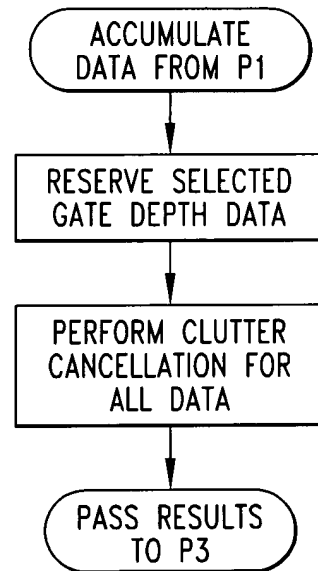 ACCUMULATE
DATA FROM P1
RESERVE SELECTED
GATE DEPTH DATA
PERFORM CLUTTER
CANCELLATION FOR
ALL DATA
PASS RESULTS
TO P3